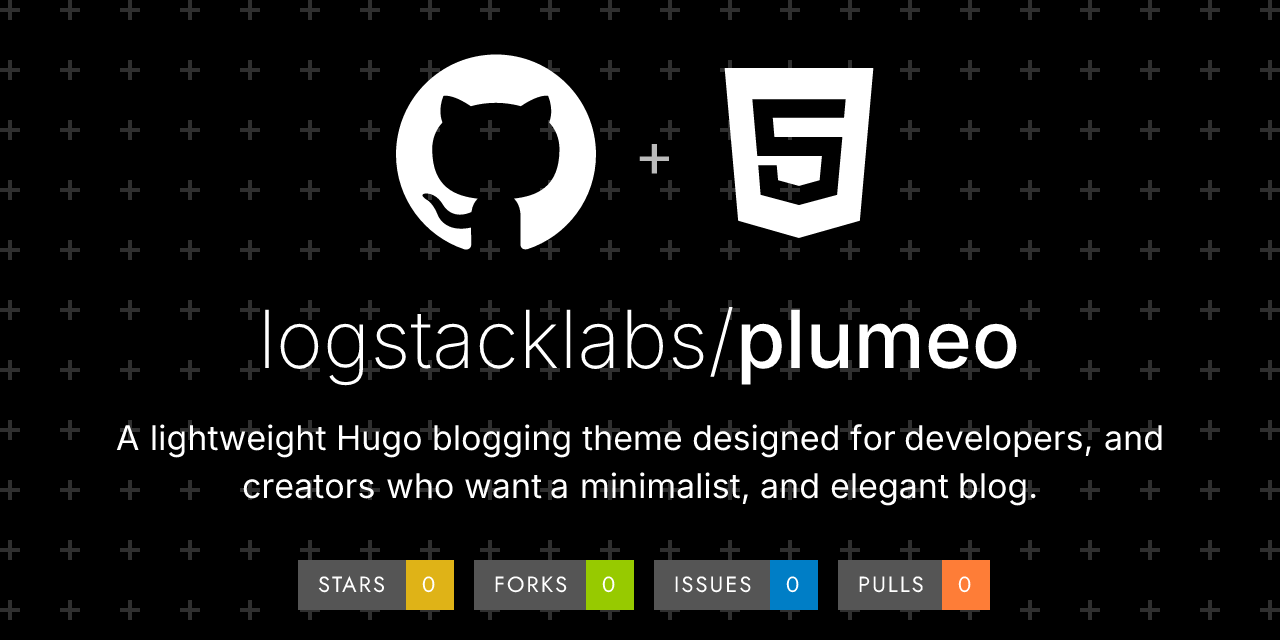 +
logstacklabs/plumeo
A lightweight Hugo blogging theme designed for developers, and
creators who want a minimalist, and elegant blog.
STARS 0 FORKS 0 ISSUES 0 PULLS 0